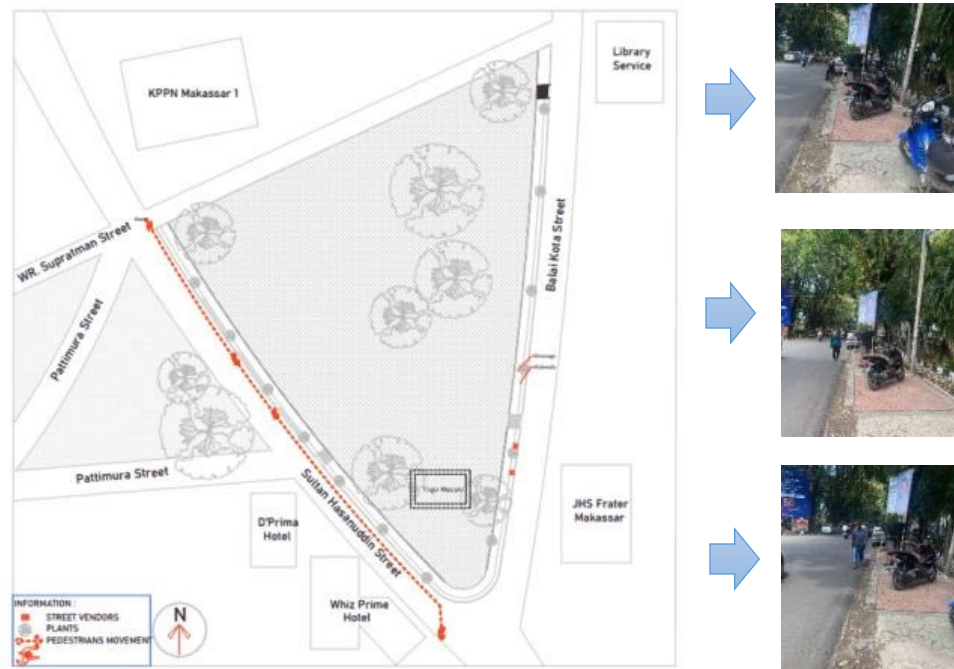 Library
Service
KPPN Makassar 1
WR. Supratman Street
Balai Kota Street
Pattimura Street
Pattimura Street
Sultan Hasanuddin Street
D'Prima
Hotel
JHS Frater
Makassar
Whiz Prime
Hotel
INFORMATION :
STREET VENDORS
PLANTS
PEDESTRIANS MOVEMENT
N